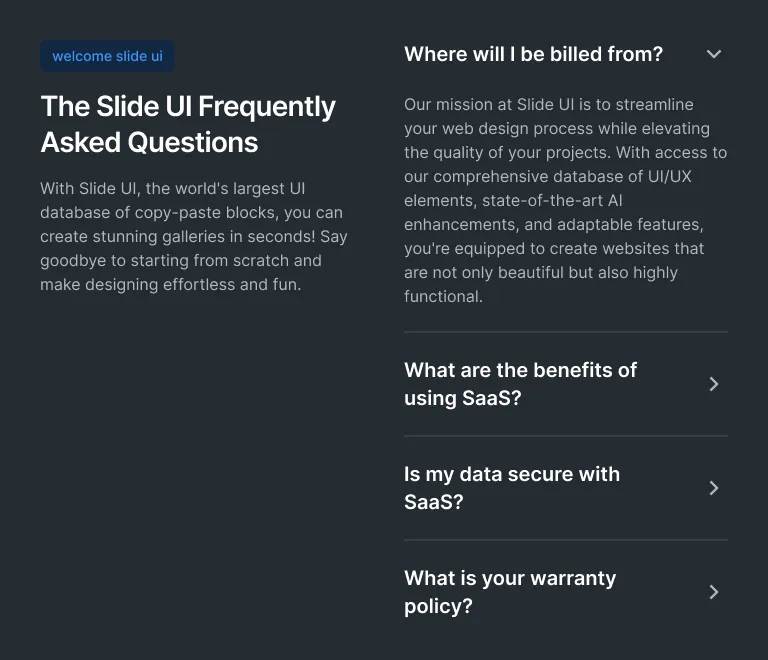 welcome slide ui
The Slide UI Frequently
Asked Questions
With Slide UI, the world's largest UI
database of copy-paste blocks, you can
create stunning galleries in seconds! Say
goodbye to starting from scratch and
make designing effortless and fun.
Where will I be billed from?
Our mission at Slide UI is to streamline
your web design process while elevating
the quality of your projects. With access to
our comprehensive database of UI/UX
elements, state-of-the-art AI
enhancements, and adaptable features,
you're equipped to create websites that
are not only beautiful but also highly
functional.
What are the benefits of
using SaaS?
Is my data secure with
SaaS?
What is your warranty
policy?